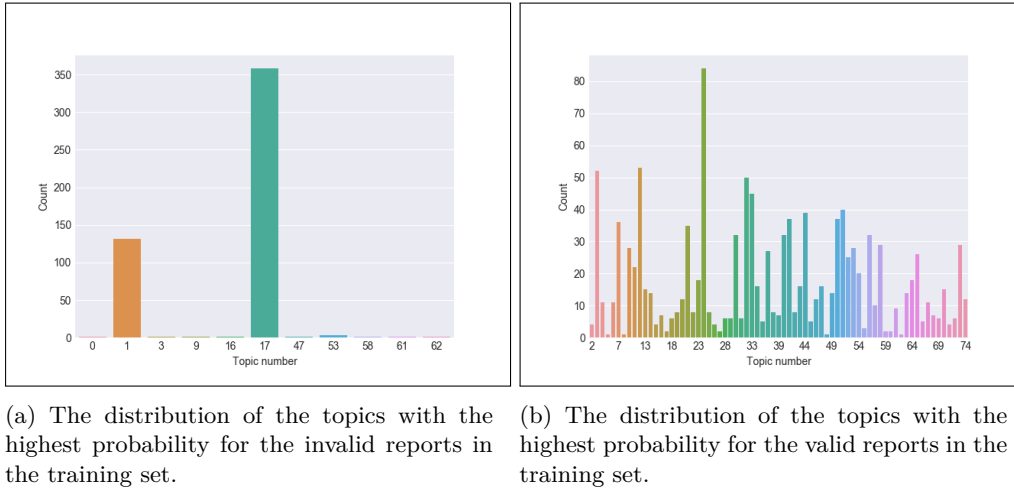 350
300
250
200
150
100
50
0
Count
0 1 3 9 16 17 47 53 58 61 62
Topic number
80
70
60
50
40
30
20
10
0
Count
2 7 13 18 23 28 33 39 44 49 54 59 64 69 74
Topic number
(a) The distribution of the topics with the
highest probability for the invalid reports in
the training set.
(b) The distribution of the topics with the
highest probability for the valid reports in the
training set.